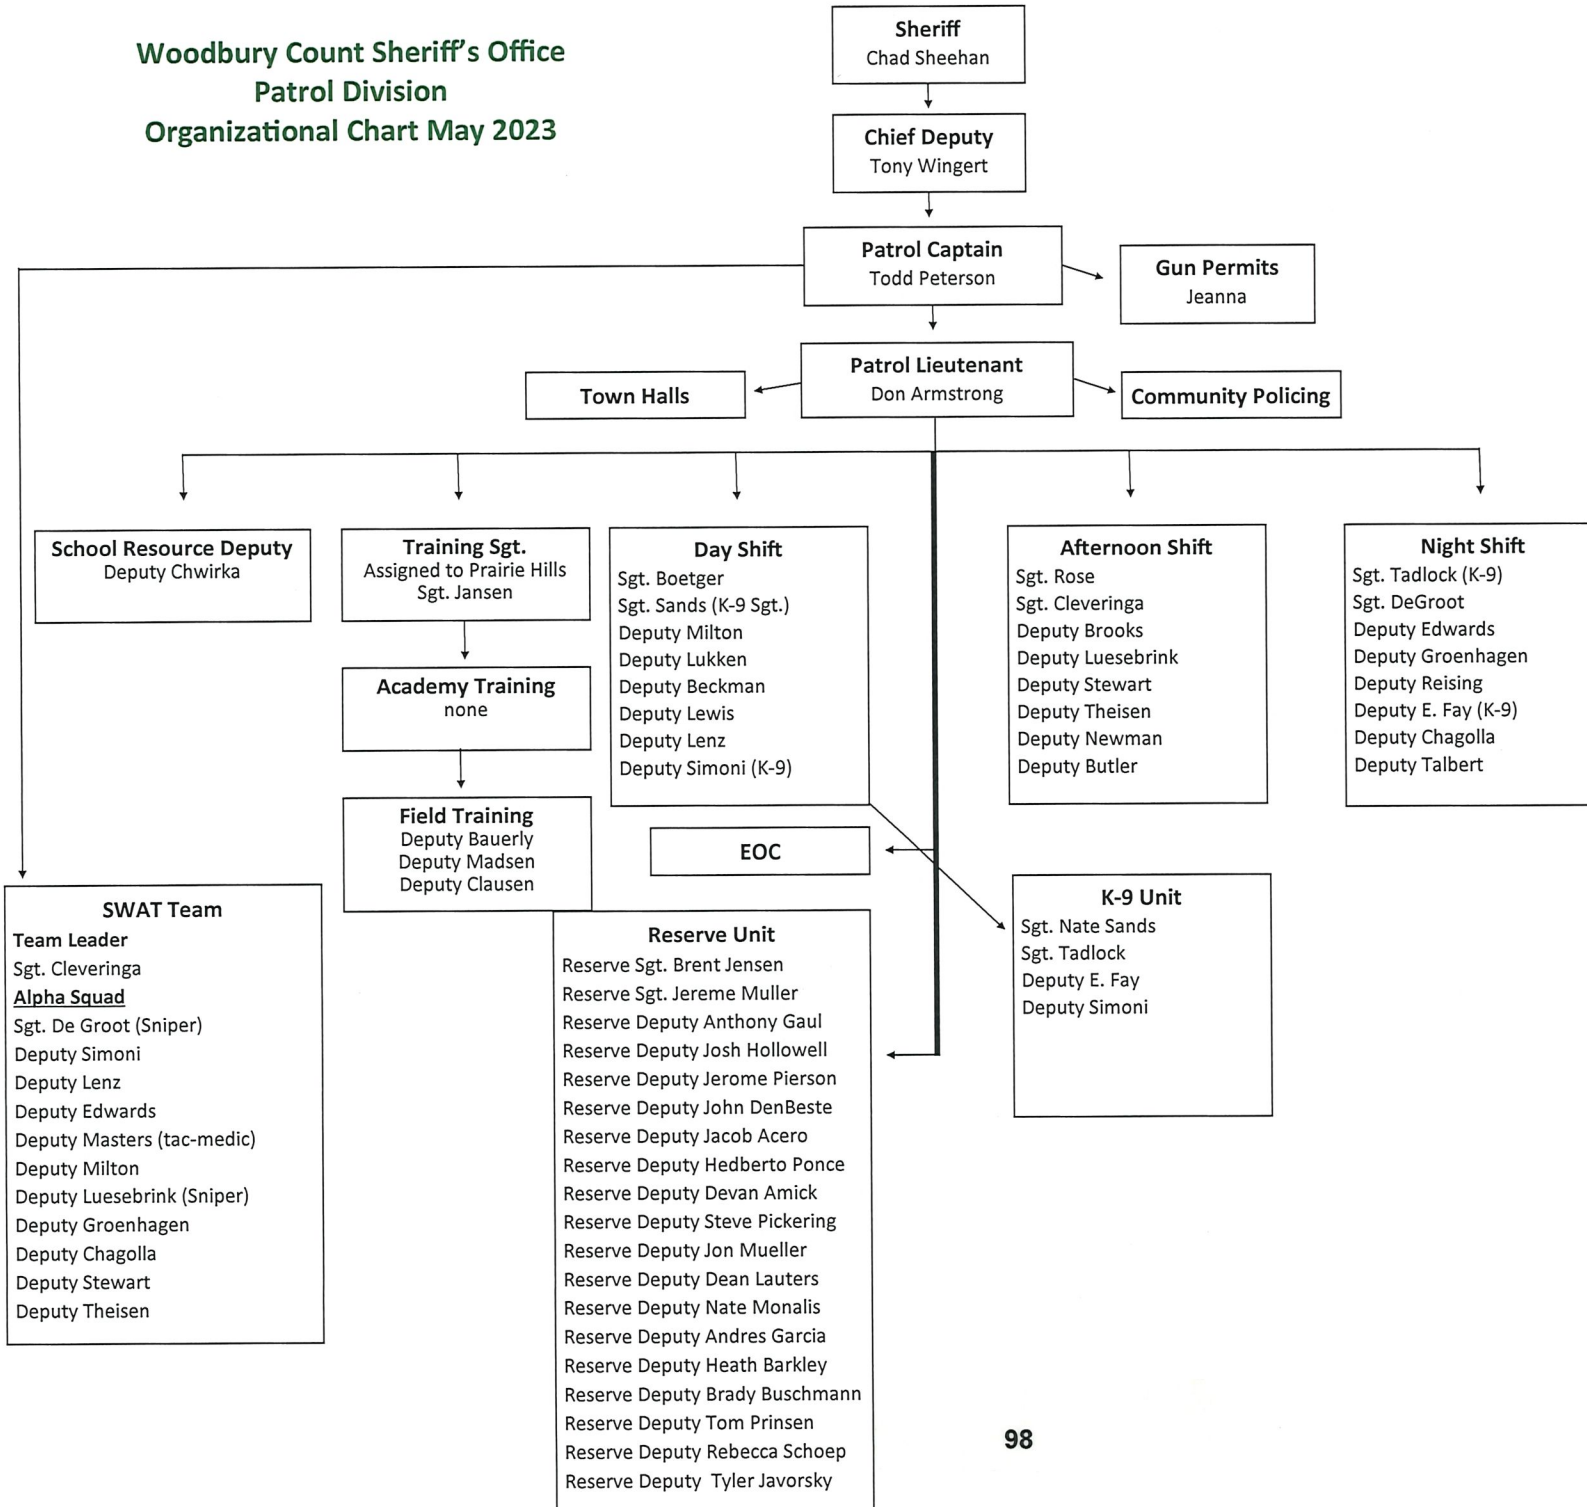 Woodbury Count Sheriff's Office
Patrol Division
Organizational Chart May 2023
Sheriff
Chad Sheehan
Chief Deputy
Tony Wingert
Patrol Captain
Todd Peterson
Gun Permits
Jeanna
Patrol Lieutenant
Don Armstrong
Town Halls
Community Policing
School Resource Deputy
Deputy Chwirka
Training Sgt.
Assigned to Prairie Hills
Sgt. Jansen
Academy Training
none
Field Training
Deputy Bauerly
Deputy Madsen
Deputy Clausen
Day Shift
Sgt. Boetger
Sgt. Sands (K-9 Sgt.)
Deputy Milton
Deputy Lukken
Deputy Beckman
Deputy Lewis
Deputy Lenz
Deputy Simoni (K-9)
Afternoon Shift
Sgt. Rose
Sgt. Cleveringa
Deputy Brooks
Deputy Luesebrink
Deputy Stewart
Deputy Theisen
Deputy Newman
Deputy Butler
Night Shift
Sgt. Tadlock (K-9)
Sgt. DeGroot
Deputy Edwards
Deputy Groenhagen
Deputy Reising
Deputy E. Fay (K-9)
Deputy Chagolla
Deputy Talbert
EOC
K-9 Unit
Sgt. Nate Sands
Sgt. Tadlock
Deputy E. Fay
Deputy Simoni
SWAT Team
Team Leader
Sgt. Cleveringa
Alpha Squad
Sgt. De Groot (Sniper)
Deputy Simoni
Deputy Lenz
Deputy Edwards
Deputy Masters (tac-medic)
Deputy Milton
Deputy Luesebrink (Sniper)
Deputy Groenhagen
Deputy Chagolla
Deputy Stewart
Deputy Theisen
Reserve Unit
Reserve Sgt. Brent Jensen
Reserve Sgt. Jereme Muller
Reserve Deputy Anthony Gaul
Reserve Deputy Josh Hollowell
Reserve Deputy Jerome Pierson
Reserve Deputy John DenBeste
Reserve Deputy Jacob Acero
Reserve Deputy Hedberto Ponce
Reserve Deputy Devan Amick
Reserve Deputy Steve Pickering
Reserve Deputy Jon Mueller
Reserve Deputy Dean Lauters
Reserve Deputy Nate Monalis
Reserve Deputy Andres Garcia
Reserve Deputy Heath Barkley
Reserve Deputy Brady Buschmann
Reserve Deputy Tom Prinsen
Reserve Deputy Rebecca Schoep
Reserve Deputy Tyler Javorsky
98